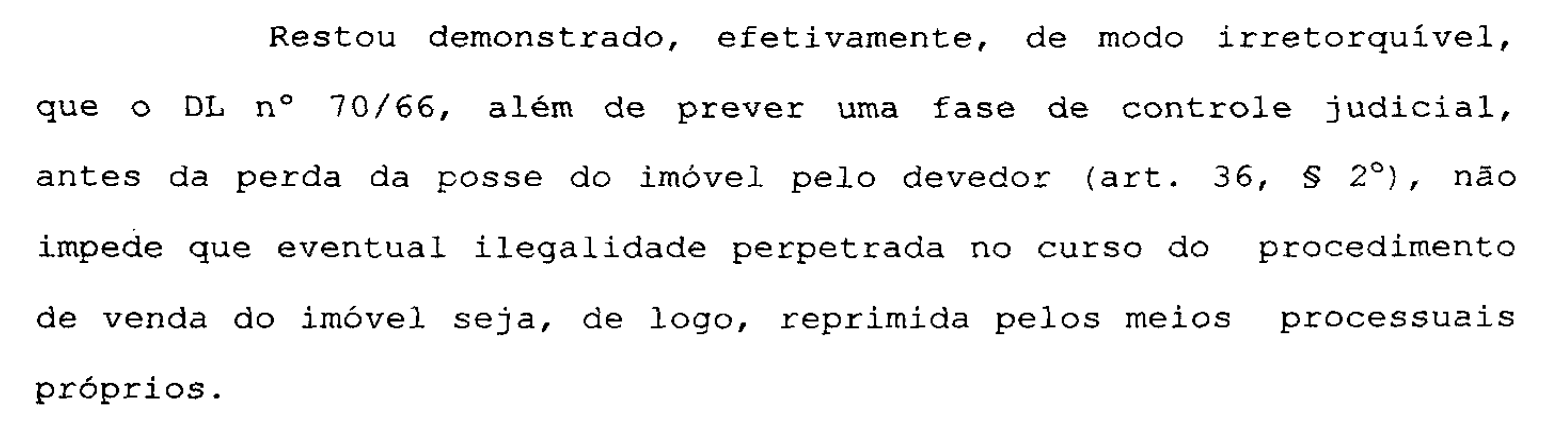 Restou demonstrado, efetivamente, de modo irretorquível,
que o DL nº 70/66, além de prever uma fase de controle judicial,
antes da perda da posse do imóvel pelo devedor (art. 36, § 2º), não
impede que eventual ilegalidade perpetrada no curso do procedimento
de venda do imóvel seja, de logo, reprimida pelos meios processuais
próprios.